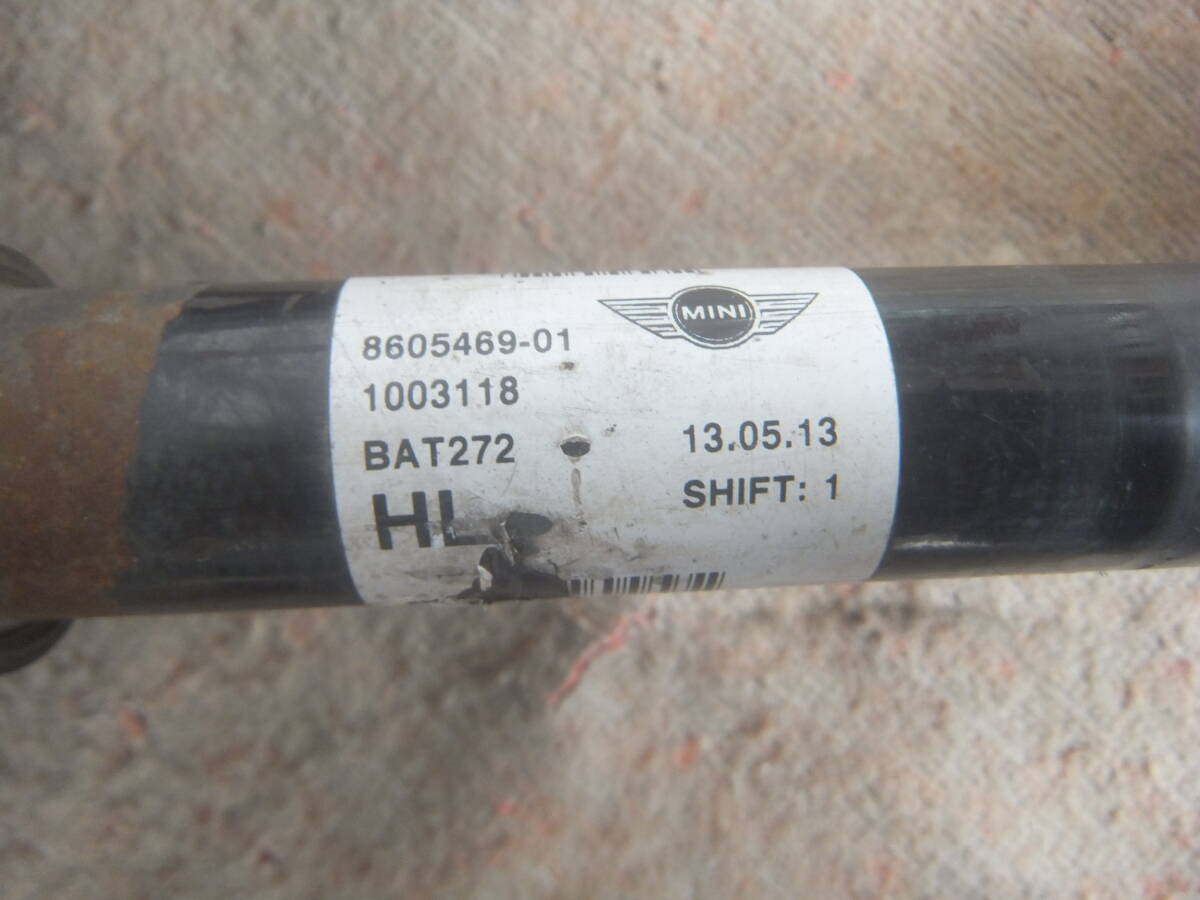 MINI
8605469-01
1003118
BAT272
13.05.13
HL
SHIFT: 1